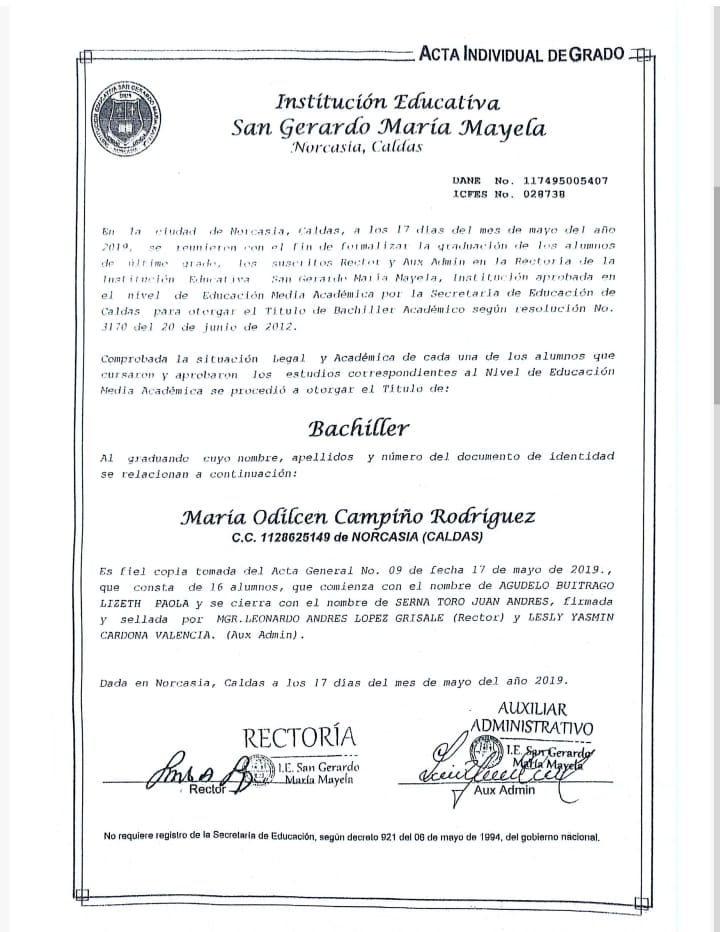 ACTA INDIVIDUAL DE GRADO
Institución Educativa
San Gerardo María Mayela
Norcasia, Caldas
DANE No. 117495005407
ICFES No. 028738
En la ciudad de Norcasia, Caldas, a los 17 días del mes de mayo del año
2019, se reunieron con el fin de formalizar la graduación de los alumnos
de último grado, los suscritos Rector y Aux Admin en la Rectoría de la
Institución Educativa San Gerardo María Mayela, Institución aprobada en
el nivel de Educación Media Académica por la Secretaria de Educación de
Caldas para otorgar el Titulo de Bachiller Académico según resolución No.
3170 del 20 de junio de 2012.
Comprobada la situación Legal y Académica de cada una de los alumnos que
cursaron y aprobaron los estudios correspondientes al Nivel de Educación
Media Académica se procedió a otorgar el Título de:
Bachiller
Al graduando cuyo nombre, apellidos y número del documento de identidad
se relacionan a continuación:
María Odilcen Campiño Rodríguez
C.C. 1128625149 de NORCASIA (CALDAS)
Es fiel copia tomada del Acta General No. 09 de fecha 17 de mayo de 2019.,
que consta de 16 alumnos, que comienza con el nombre de AGUDELO BUITRAGO
LIZETH PAOLA y se cierra con el nombre de SERNA TORO JUAN ANDRES, firmada
y sellada por MGR.LEONARDO ANDRES LOPEZ GRISALE (Rector) y LESLY YASMIN
CARDONA VALENCIA. (Aux Admin).
Dada en Norcasia, Caldas a los 17 días del mes de mayo del año 2019.
RECTORÍA
I.E. San Gerardo
María Mayela
Rector
AUXILIAR
ADMINISTRATIVO
I.E. San Gerardo
María Mayela
Aux Admin
No requiere registro de la Secretaría de Educación, según decreto 921 del 06 de mayo de 1994, del gobierno nacional.